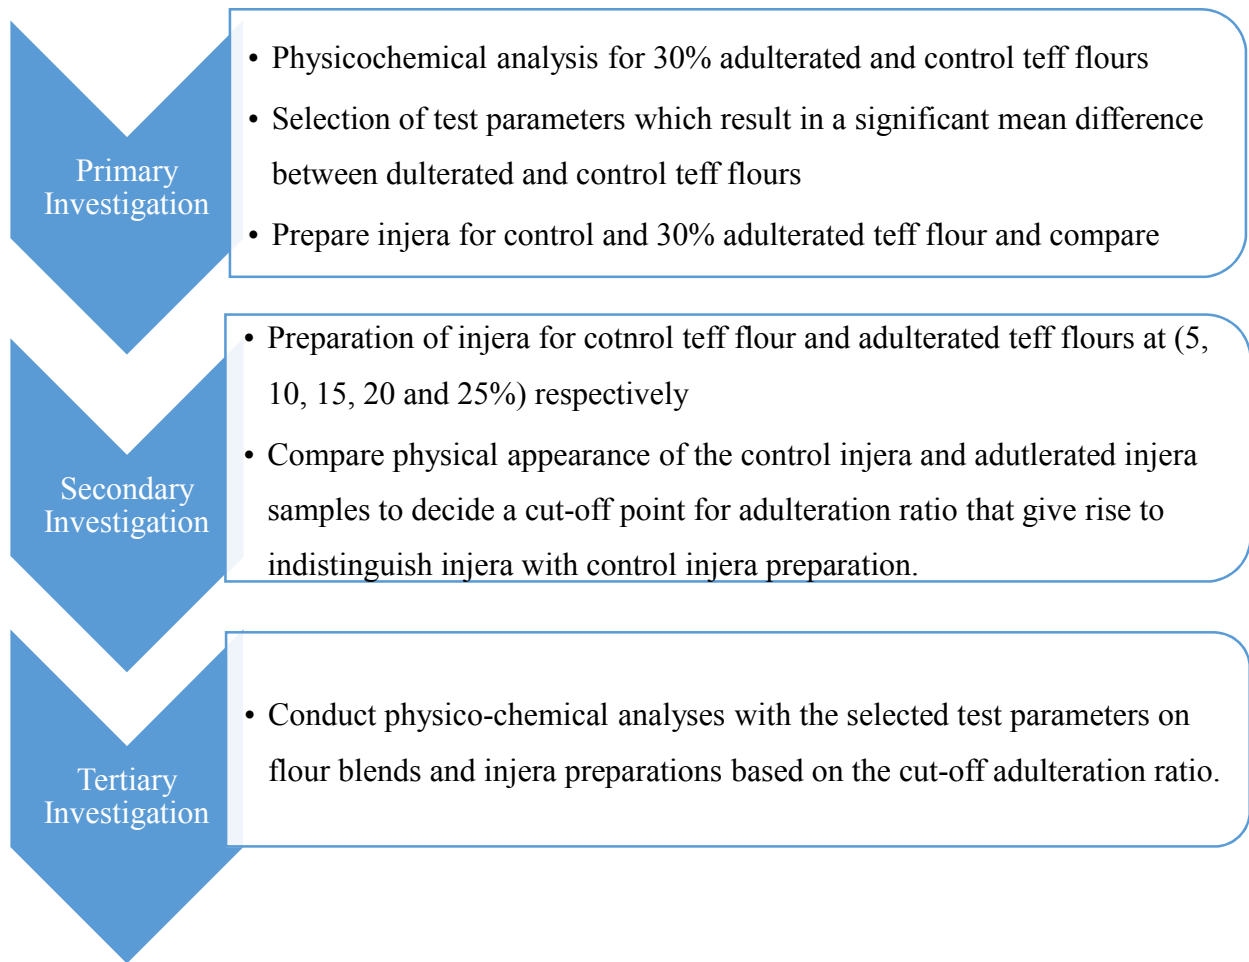 Primary
Investigation
• Physicochemical analysis for 30% adulterated and control teff flours
• Selection of test parameters which result in a significant mean difference
between dulterated and control teff flours
• Prepare injera for control and 30% adulterated teff flour and compare
Secondary
Investigation
• Preparation of injera for cotnrol teff flour and adulterated teff flours at (5,
10, 15, 20 and 25%) respectively
• Compare physical appearance of the control injera and adutlerated injera
samples to decide a cut-off point for adulteration ratio that give rise to
indistinguish injera with control injera preparation.
Tertiary
Investigation
• Conduct physico-chemical analyses with the selected test parameters on
flour blends and injera preparations based on the cut-off adulteration ratio.